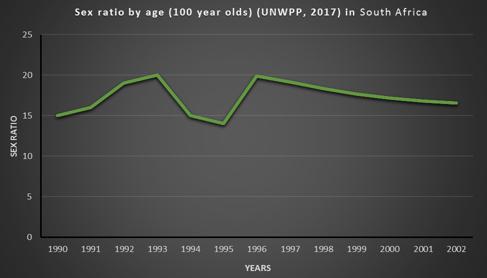 Sex ratio by age (100 year olds) (UNWPP, 2017) in South Africa
25
20
15
10
5
0
SEX RATIO
1990 1991 1992 1993 1994 1995 1996 1997 1998 1999 2000 2001 2002
YEARS